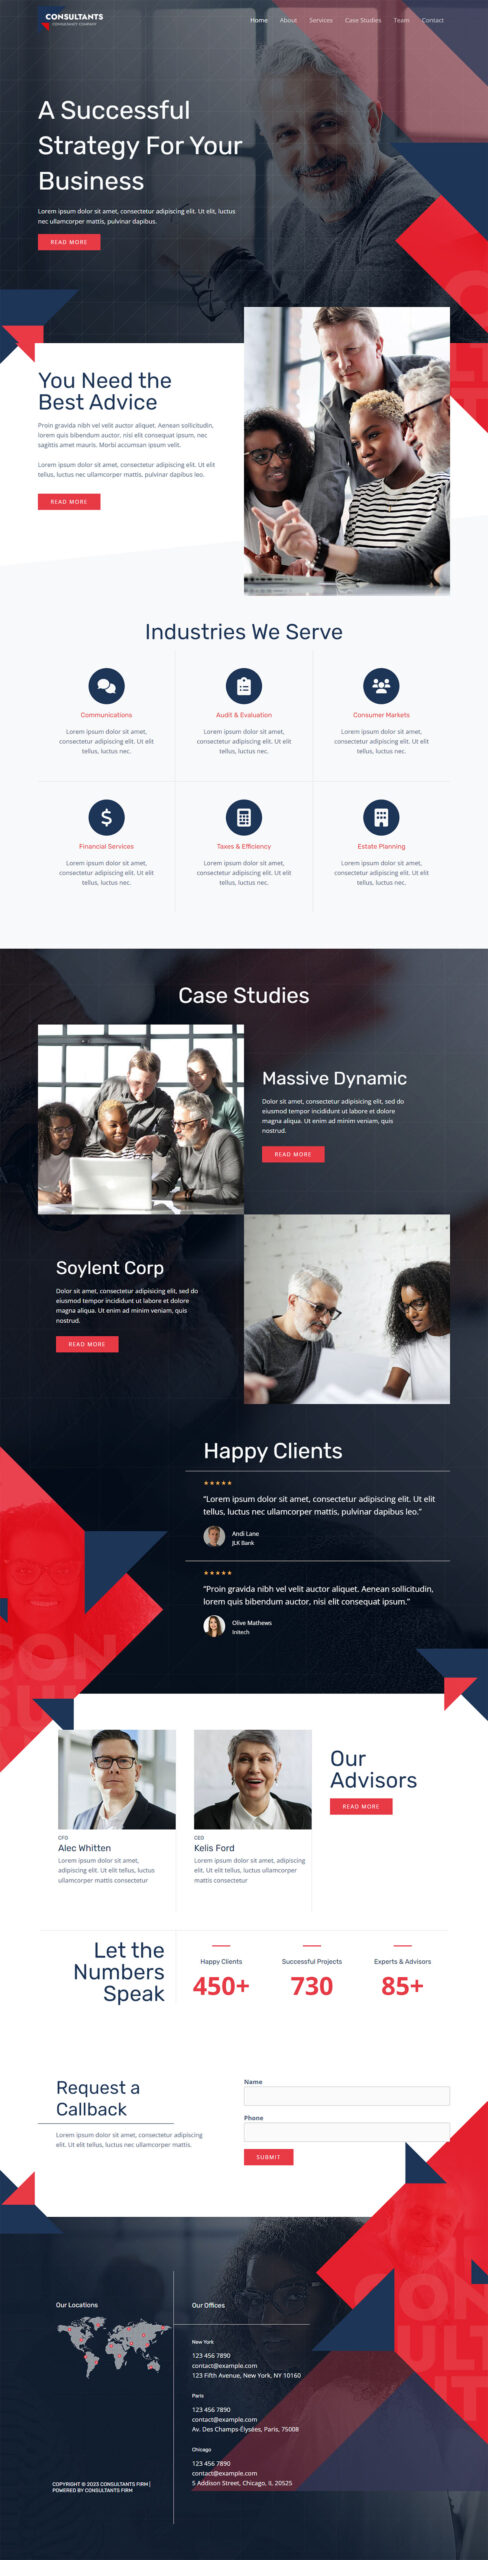 CONSULTANTS
CONSULTANCY COMPANY
Home About Services Case Studies Team Contact
A Successful
Strategy For Your
Business
Lorem ipsum dolor sit amet, consectetur adipiscing elit. Ut elit, luctus
nec ullamcorper mattis, pulvinar dapibus.
READ MORE
You Need the
Best Advice
Proin gravida nibh vel velit auctor aliquet. Aenean sollicitudin,
lorem quis bibendum auctor, nisi elit consequat ipsum, nec
sagittis amet mauris. Morbi accumsan ipsum velit.
Lorem ipsum dolor sit amet, consectetur adipiscing elit. Ut elit
tellus, luctus nec ullamcorper mattis, pulvinar dapibus leo.
READ MORE
Industries We Serve
Communications
Lorem ipsum dolor sit amet,
consectetur adipiscing elit. Ut elit
tellus, luctus nec.
Audit & Evaluation
Lorem ipsum dolor sit amet,
consectetur adipiscing elit. Ut elit
tellus, luctus nec.
Consumer Markets
Lorem ipsum dolor sit amet,
consectetur adipiscing elit. Ut elit
tellus, luctus nec.
Financial Services
Lorem ipsum dolor sit amet,
consectetur adipiscing elit. Ut elit
tellus, luctus nec.
Taxes & Efficiency
Lorem ipsum dolor sit amet,
consectetur adipiscing elit. Ut elit
tellus, luctus nec.
Estate Planning
Lorem ipsum dolor sit amet,
consectetur adipiscing elit. Ut elit
tellus, luctus nec.
Case Studies
Massive Dynamic
Dolor sit amet, consectetur adipisicing elit, sed do
eiusmod tempor incididunt ut labore et dolore
magna aliqua. Ut enim ad minim veniam, quis
nostrud.
READ MORE
Soylent Corp
Dolor sit amet, consectetur adipisicing elit, sed do
eiusmod tempor incididunt ut labore et dolore
magna aliqua. Ut enim ad minim veniam, quis
nostrud.
READ MORE
Happy Clients
“Lorem ipsum dolor sit amet, consectetur adipiscing elit. Ut elit
tellus, luctus nec ullamcorper mattis, pulvinar dapibus leo.”
Andi Lane
JLK Bank
“Proin gravida nibh vel velit auctor aliquet. Aenean sollicitudin,
lorem quis bibendum auctor, nisi elit consequat ipsum.”
Olive Mathews
Initech
CON
SUL
CFO
Alec Whitten
Lorem ipsum dolor sit amet,
adipiscing elit. Ut elit tellus, luctus
ullamcorper mattis consectetur
CEO
Kelis Ford
Lorem ipsum dolor sit amet, adipiscing
elit. Ut elit tellus, luctus ullamcorper
mattis consectetur
Our
Advisors
READ MORE
Let the
Numbers
Speak
Happy Clients
450+
Successful Projects
730
Experts & Advisors
85+
Request a
Callback
Lorem ipsum dolor sit amet, consectetur adipiscing
elit. Ut elit tellus, luctus nec ullamcorper mattis.
Name
Phone
SUBMIT
Our Locations
Our Offices
New York
123 456 7890
contact@example.com
123 Fifth Avenue, New York, NY 10160
Paris
123 456 7890
contact@example.com
Av. Des Champs-Élysées, Paris, 75008
Chicago
123 456 7890
contact@example.com
5 Addison Street, Chicago, IL 20525
COPYRIGHT © 2023 CONSULTANTS FIRM |
POWERED BY CONSULTANTS FIRM